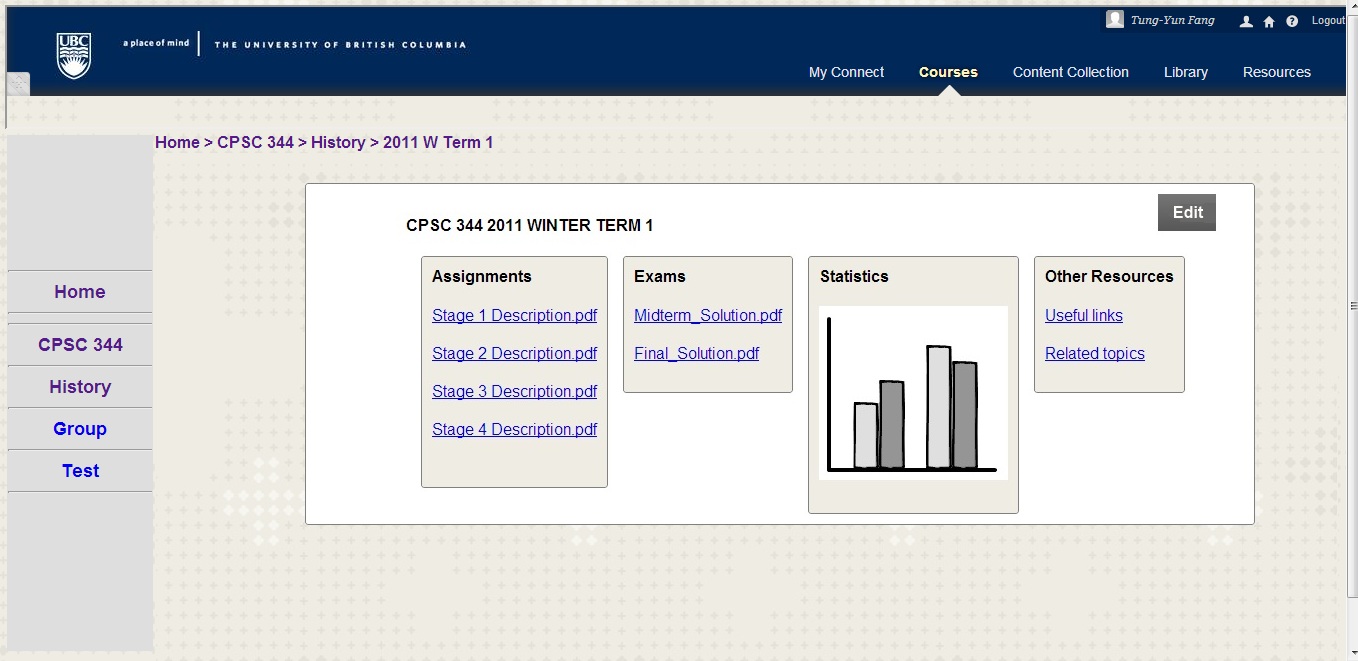 Tung-Yun Fang
Logout
UBC
a place of mind
THE UNIVERSITY OF BRITISH COLUMBIA
My Connect
Courses
Content Collection
Library
Resources
Home > CPSC 344 > History > 2011 W Term 1
Home
CPSC 344
History
Group
Test
Edit
CPSC 344 2011 WINTER TERM 1
Assignments
Stage 1 Description.pdf
Stage 2 Description.pdf
Stage 3 Description.pdf
Stage 4 Description.pdf
Exams
Midterm_Solution.pdf
Final_Solution.pdf
Statistics
Other Resources
Useful links
Related topics